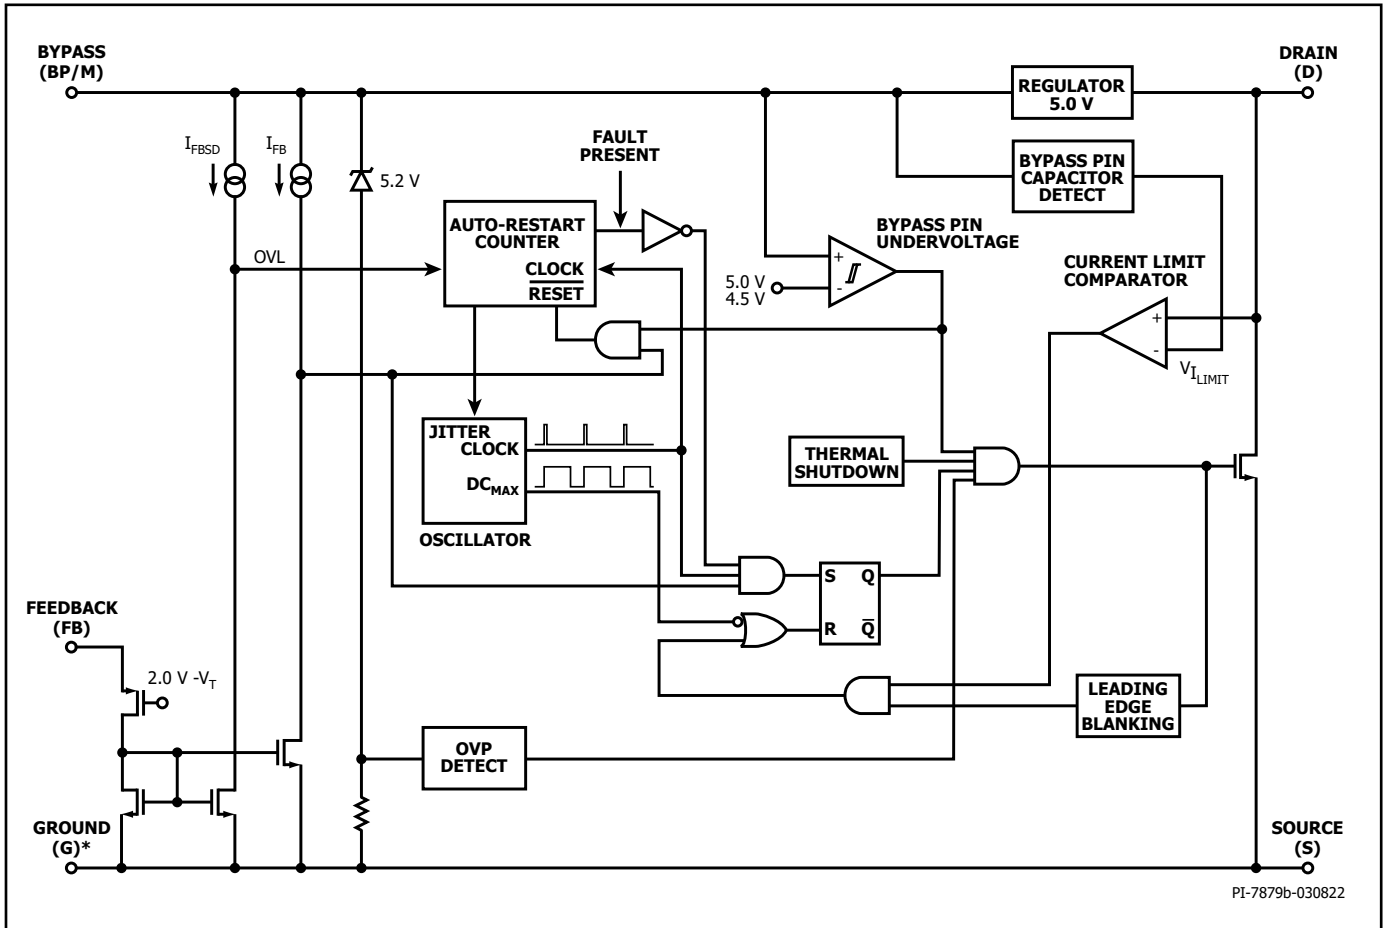 BYPASS
(BP/M)
DRAIN
(D)
REGULATOR
5.0 V
I_FBSD
I_FB
FAULT
PRESENT
5.2 V
BYPASS PIN
CAPACITOR
DETECT
AUTO-RESTART
COUNTER
CLOCK
RESET
BYPASS PIN
UNDERVOLTAGE
+
-
5.0 V
4.5 V
OVL
CURRENT LIMIT
COMPARATOR
+
-
V_I_LIMIT
JITTER
CLOCK
DC_MAX
OSCILLATOR
THERMAL
SHUTDOWN
S Q
R Q̅
FEEDBACK
(FB)
2.0 V -V_T
LEADING
EDGE
BLANKING
OVP
DETECT
GROUND
(G)*
SOURCE
(S)
PI-7879b-030822